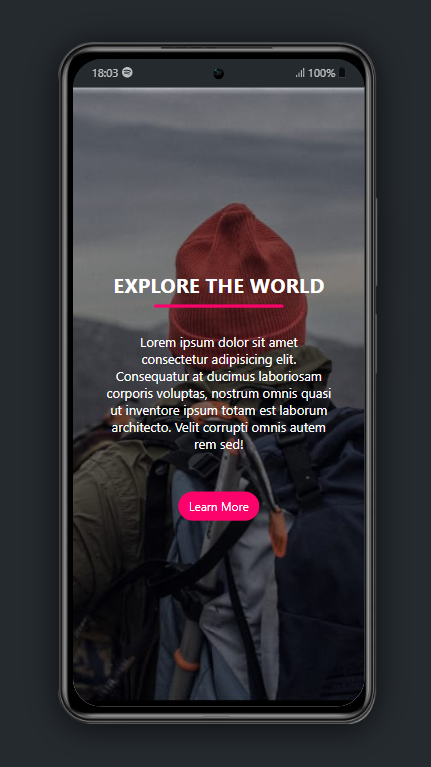 18:03 100%
EXPLORE THE WORLD
Lorem ipsum dolor sit amet
consectetur adipisicing elit.
Consequatur at ducimus laboriosam
corporis voluptas, nostrum omnis quasi
ut inventore ipsum totam est laborum
architecto. Velit corrupti omnis autem
rem sed!
Learn More